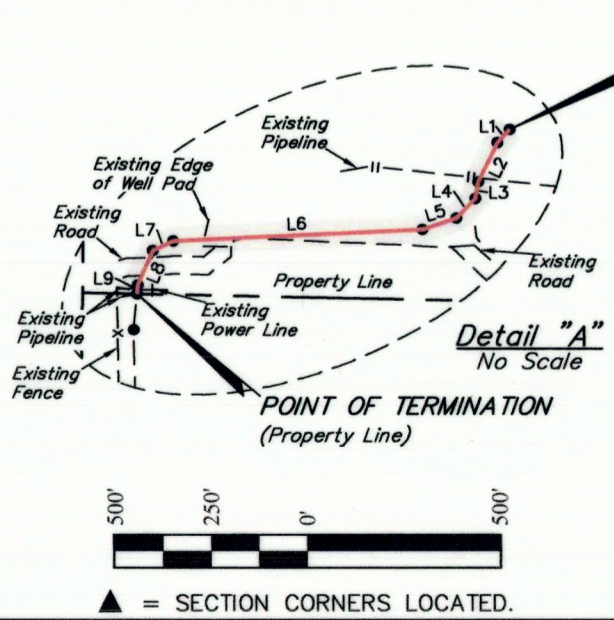 L1
Existing
Pipeline
L2
Existing Edge
of Well Pad
L4
L3
L5
Existing
Road
L7
L6
Existing
Road
L9
L8
Property Line
Existing
Pipeline
Existing
Power Line
Detail "A"
No Scale
Existing
Fence
POINT OF TERMINATION
(Property Line)
500'
250'
0'
500'
▲ = SECTION CORNERS LOCATED.